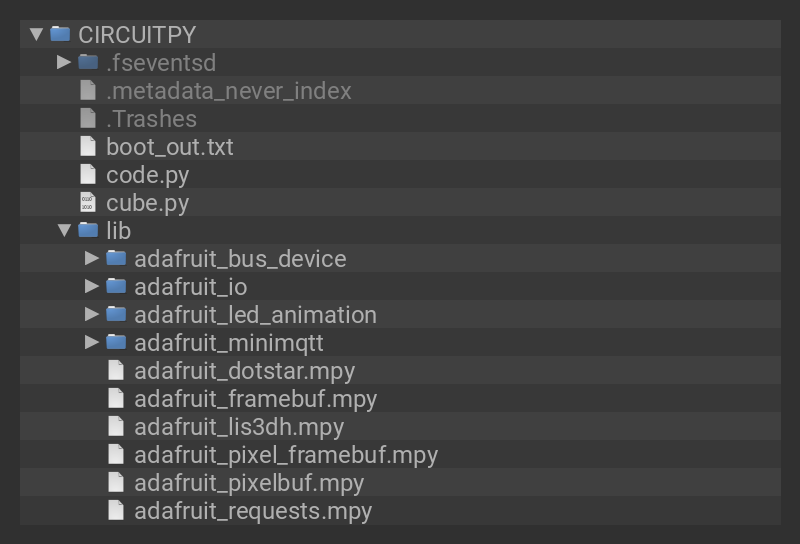 CIRCUITPY
.fseventsd
.metadata_never_index
.Trashes
boot_out.txt
code.py
cube.py
lib
adafruit_bus_device
adafruit_io
adafruit_led_animation
adafruit_minimqtt
adafruit_dotstar.mpy
adafruit_framebuf.mpy
adafruit_lis3dh.mpy
adafruit_pixel_framebuf.mpy
adafruit_pixelbuf.mpy
adafruit_requests.mpy